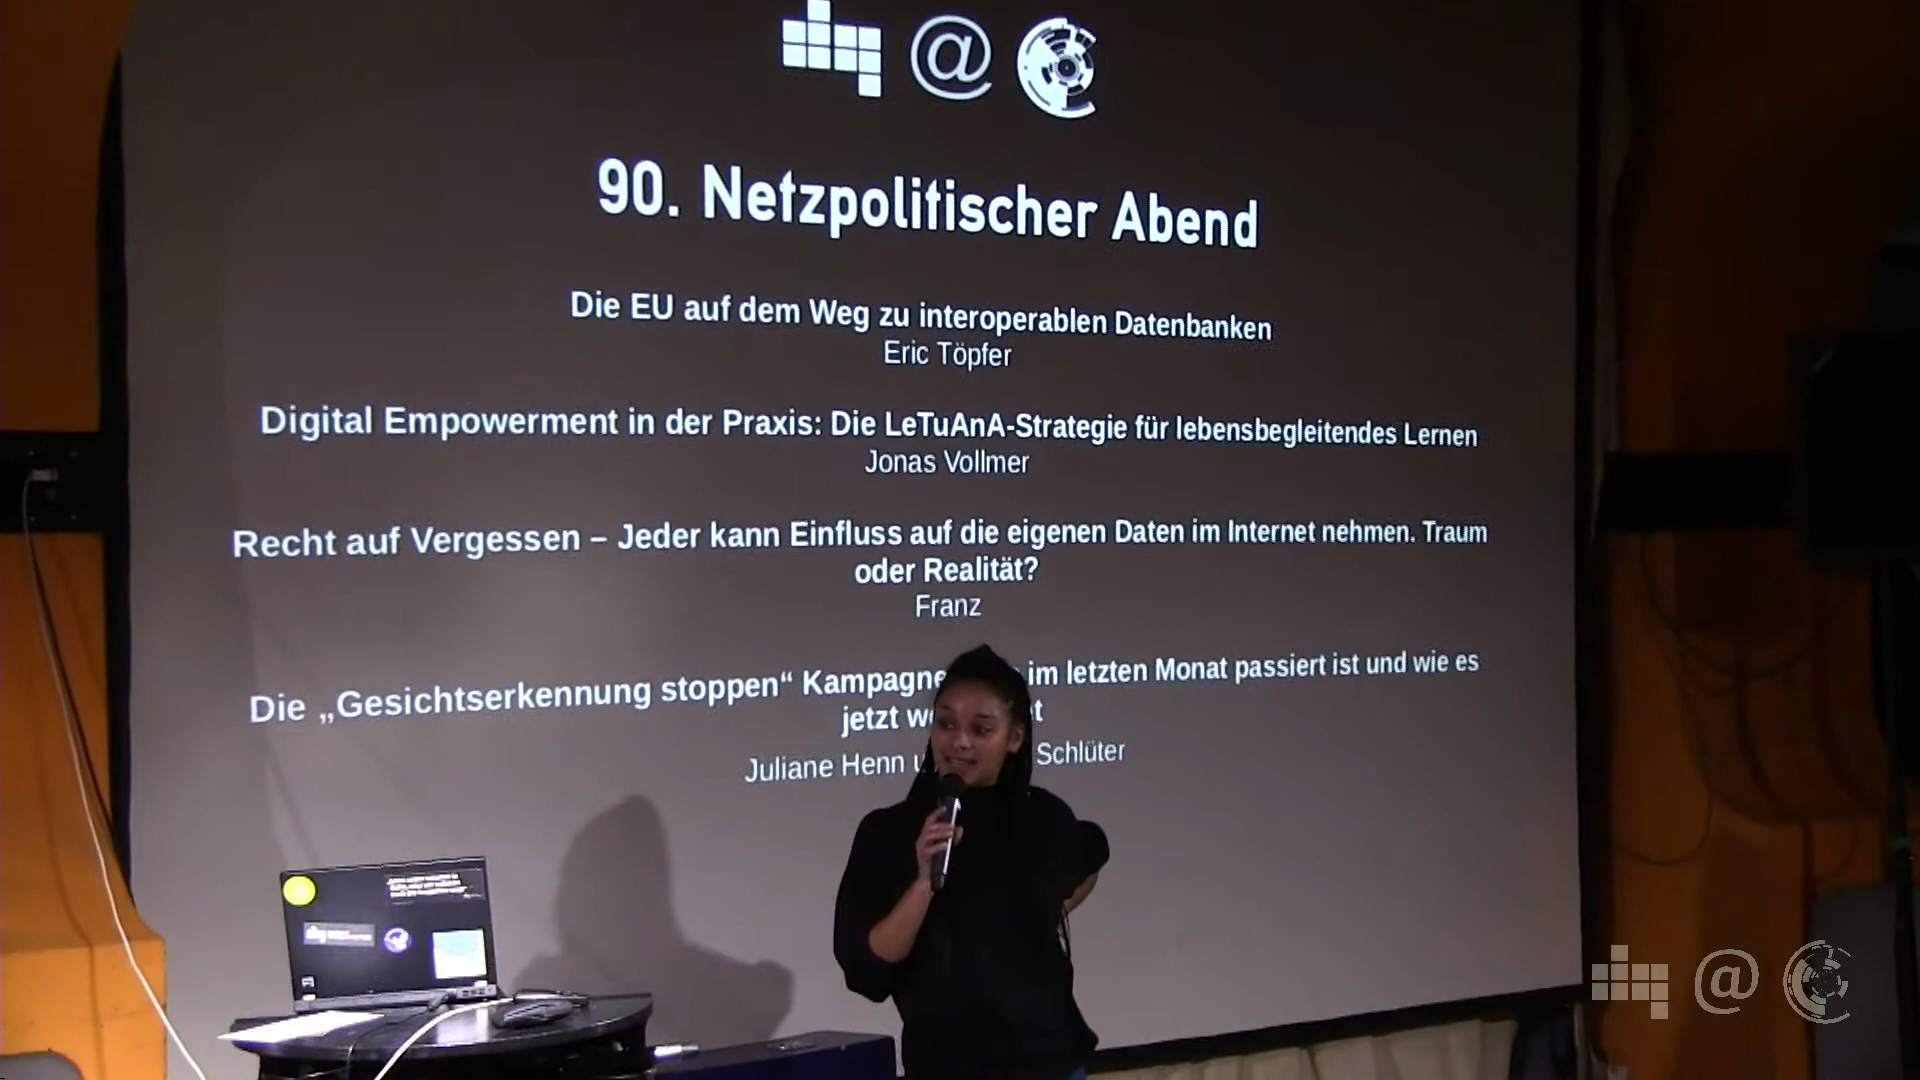 @
90. Netzpolitischer Abend
Die EU auf dem Weg zu interoperablen Datenbanken
Eric Töpfer
Digital Empowerment in der Praxis: Die LeTuAnA-Strategie für lebensbegleitendes Lernen
Jonas Vollmer
Recht auf Vergessen – Jeder kann Einfluss auf die eigenen Daten im Internet nehmen. Traum
oder Realität?
Franz
Die „Gesichtserkennung stoppen“ Kampagne im letzten Monat passiert ist und wie es
jetzt
Juliane Henn Schlüter
@